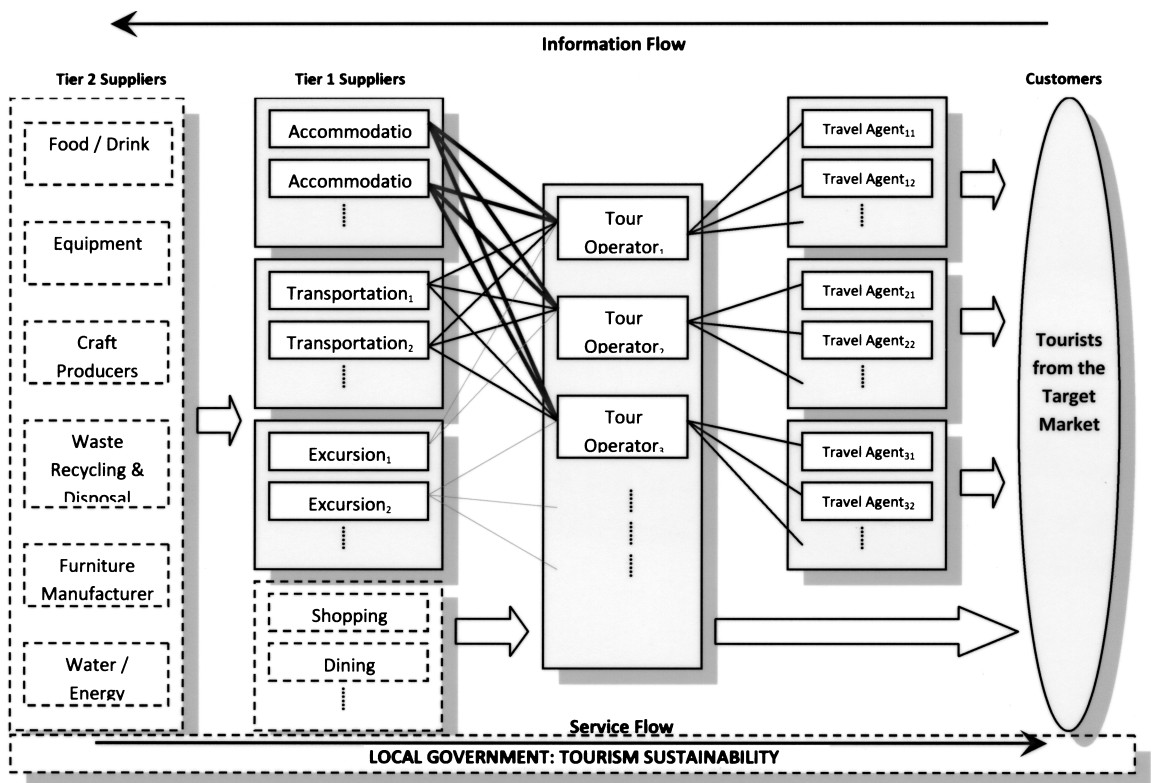 Information Flow
Tier 2 Suppliers
Food / Drink
Equipment
Craft
Producers
Waste
Recycling &
Disposal
Furniture
Manufacturer
Water /
Energy
Tier 1 Suppliers
Accommodatio
Accommodatio
Transportation₁
Transportation₂
Excursion₁
Excursion₂
Shopping
Dining
Tour
Operator₁
Tour
Operator₂
Tour
Operator₃
Travel Agent₁₁
Travel Agent₁₂
Travel Agent₂₁
Travel Agent₂₂
Travel Agent₃₁
Travel Agent₃₂
Customers
Tourists
from the
Target
Market
Service Flow
LOCAL GOVERNMENT: TOURISM SUSTAINABILITY